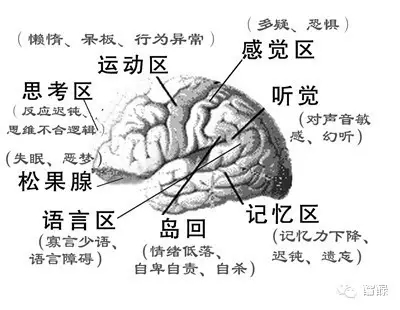 (多疑、恐惧)
(懒惰、呆板、行为异常)
感觉区
运动区
思考区
听觉
(反应迟钝、
思维不合逻辑)
(对声音敏
感、幻听)
(失眠、恶梦)
松果腺
语言区
岛回
记忆区
(寡言少语、
语言障碍)
(情绪低落、
自卑自责、自杀)
(记忆力下降、
迟钝、遗忘)